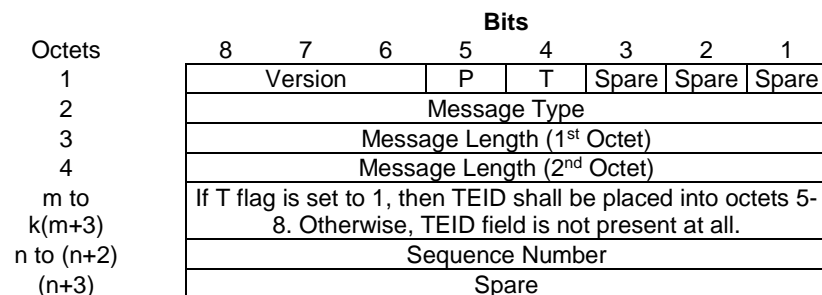 Bits
Octets 8 7 6 5 4 3 2 1
1 Version P T Spare Spare Spare
2 Message Type
3 Message Length (1st Octet)
4 Message Length (2nd Octet)
m to k(m+3) If T flag is set to 1, then TEID shall be placed into octets 5-
8. Otherwise, TEID field is not present at all.
n to (n+2) Sequence Number
(n+3) Spare